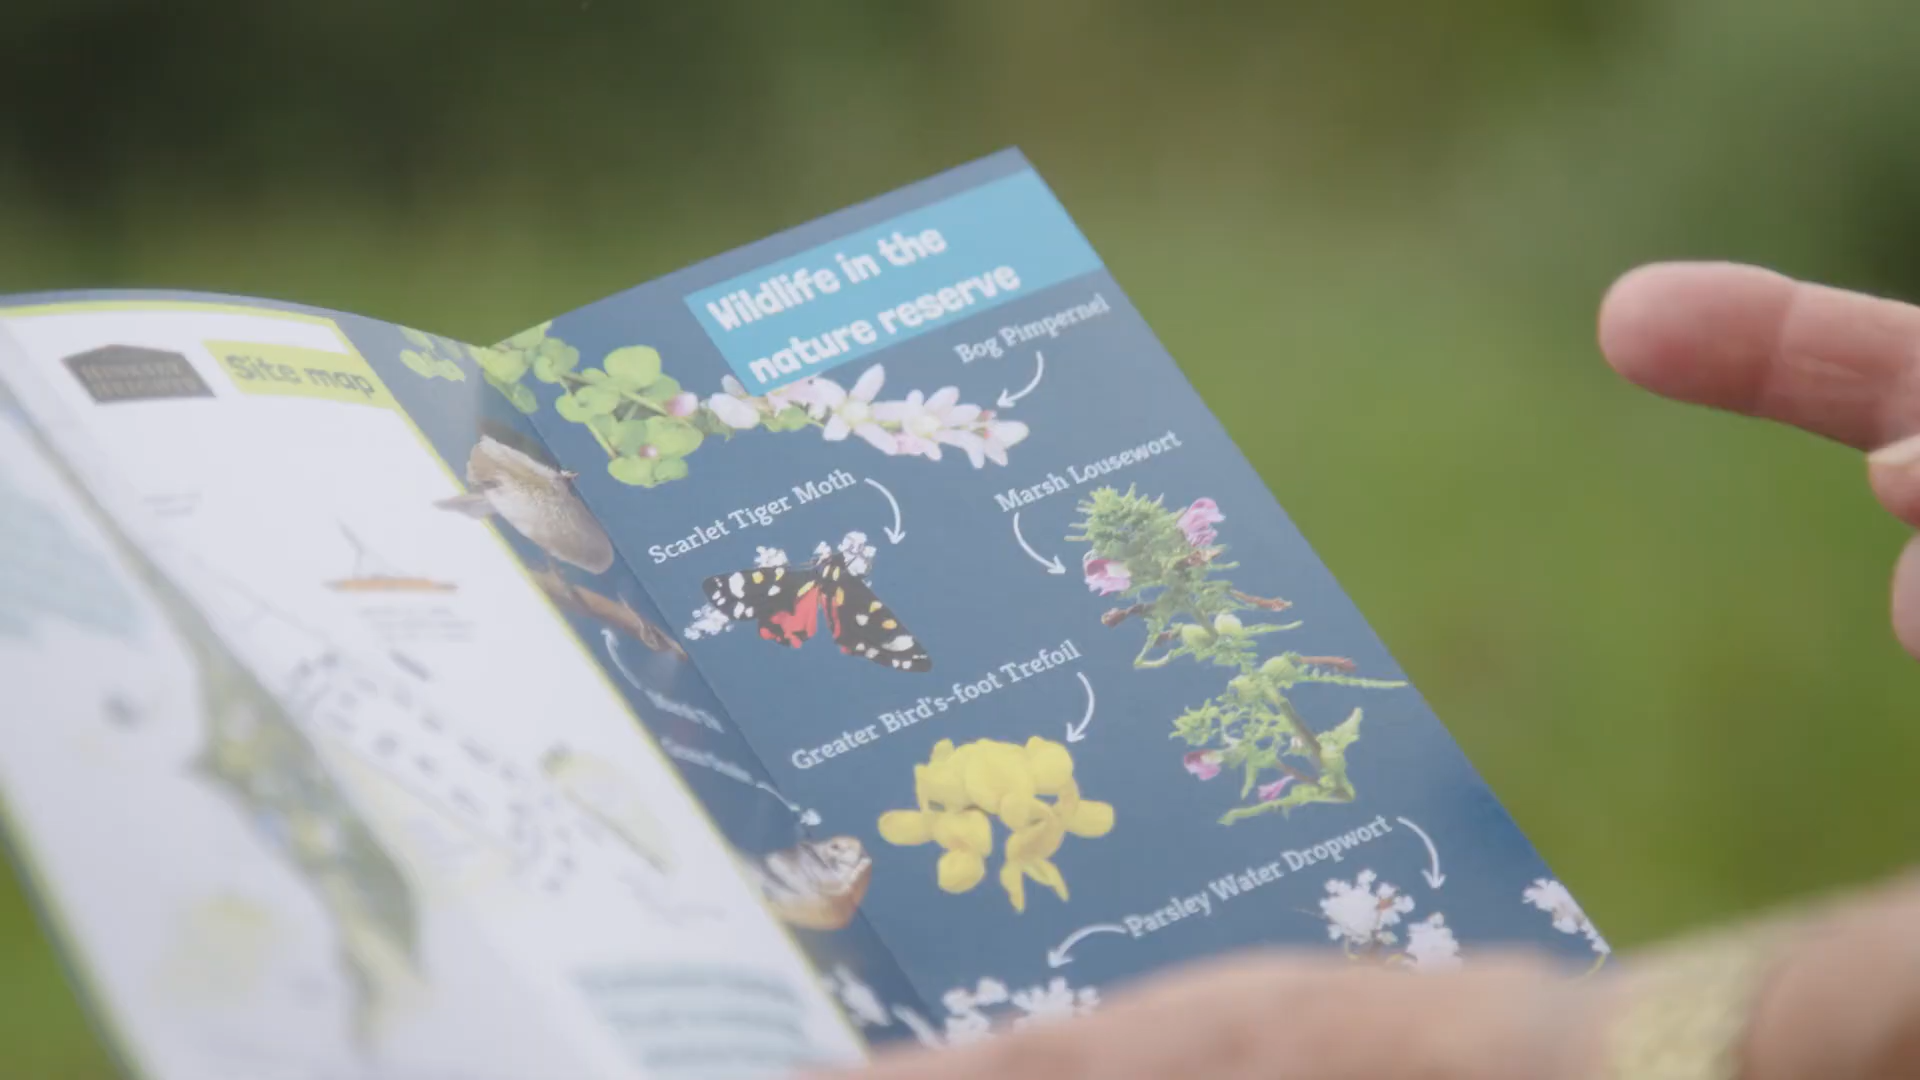 Site map
Wildlife in the
nature reserve
Bog Pimpernel
Marsh Lousewort
Scarlet Tiger Moth
Greater Bird's-foot Trefoil
Parsley Water Dropwort